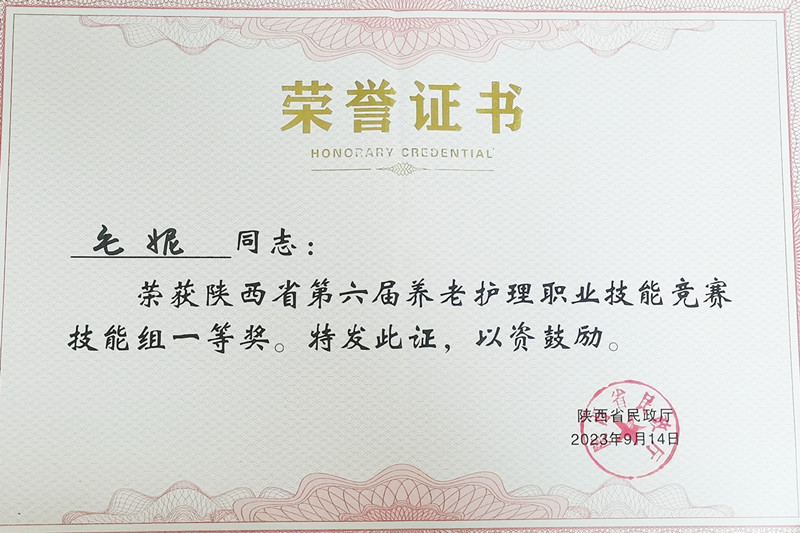 荣誉证书
HONORARY CREDENTIAL
毛妮 同志：
荣获陕西省第六届养老护理职业技能竞赛
技能组一等奖。特发此证，以资鼓励。
陕西省民政厅
2023年9月14日